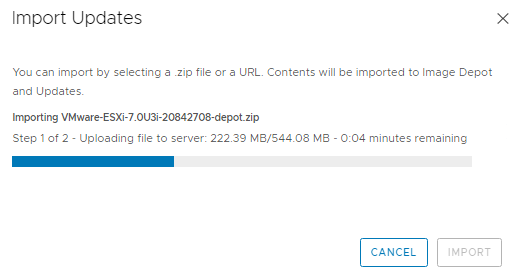 Import Updates
You can import by selecting a .zip file or a URL. Contents will be imported to Image Depot
and Updates.
Importing VMware-ESXi-7.0U3i-20842708-depot.zip
Step 1 of 2 - Uploading file to server: 222.39 MB/544.08 MB - 0:04 minutes remaining
CANCEL IMPORT